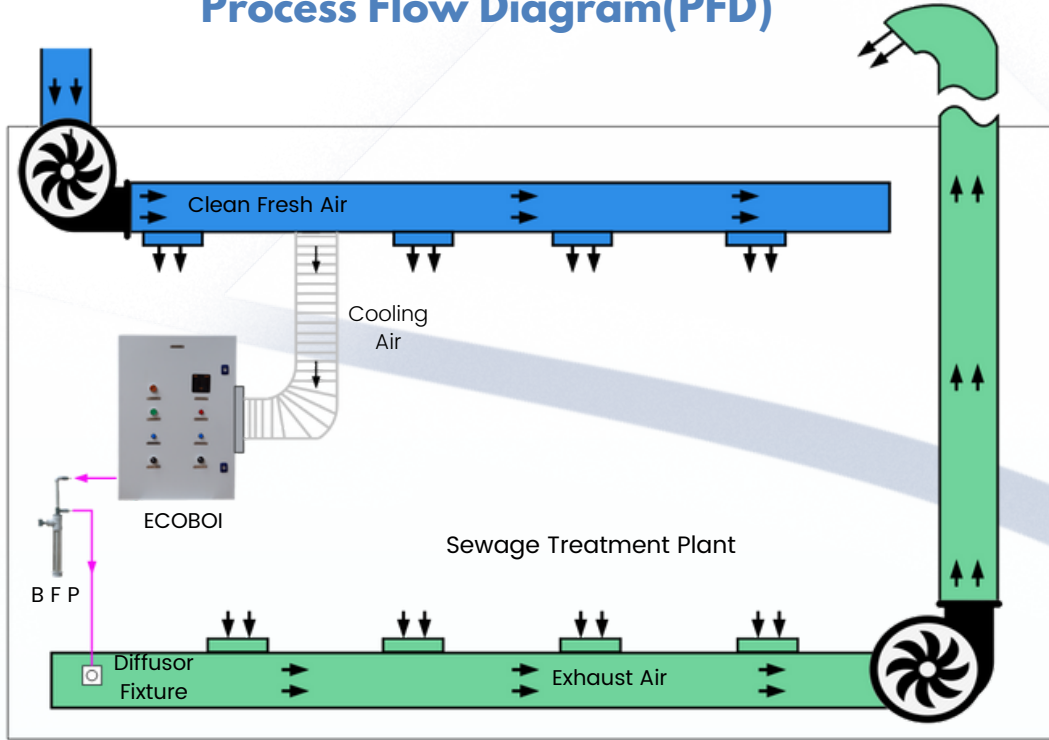 Process Flow Diagram(PFD)
Clean Fresh Air
Cooling
Air
ECOBOI
Sewage Treatment Plant
B F P
Diffusor
Fixture
Exhaust Air